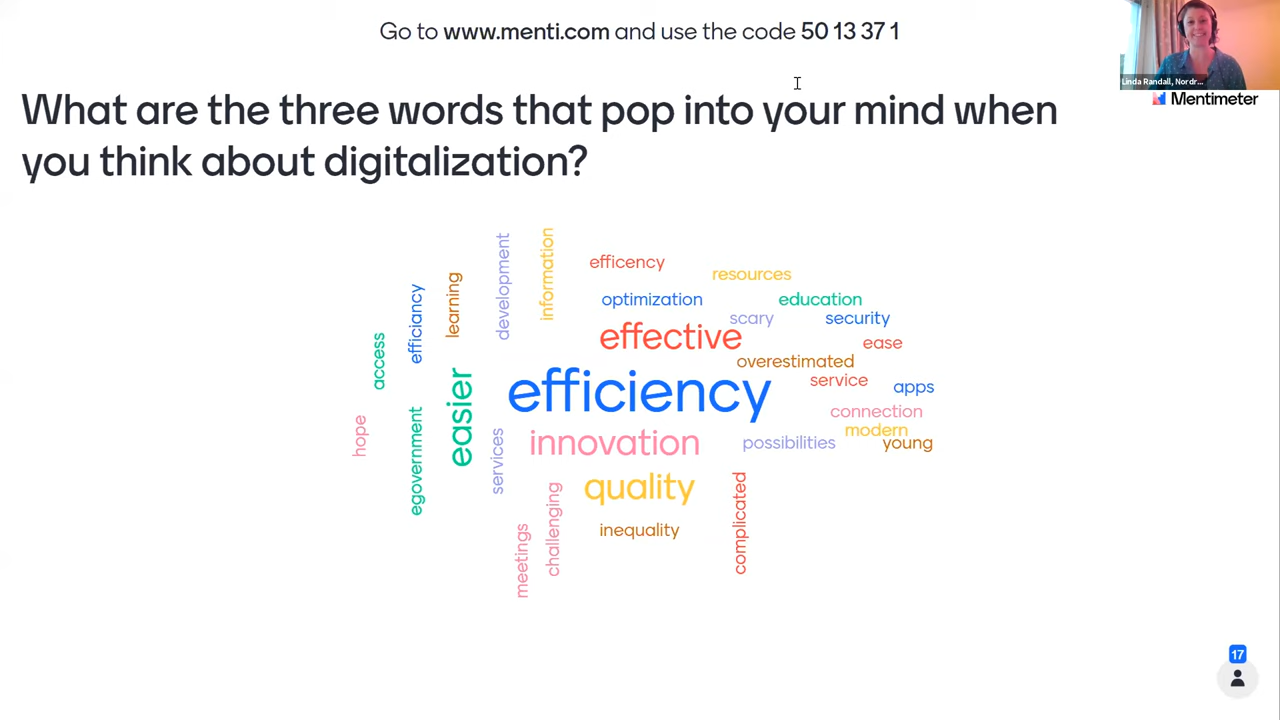 Go to www.menti.com and use the code 50 13 37 1
Linda Randall, Nordr...
Mentimeter
What are the three words that pop into your mind when
you think about digitalization?
development
information
efficency
resources
learning
efficiancy
optimization
education
scary
security
access
effective
ease
overestimated
service
apps
easier
efficiency
connection
modern
hope
egovernment
services
innovation
possibilities
young
quality
challenging
complicated
inequality
meetings
17